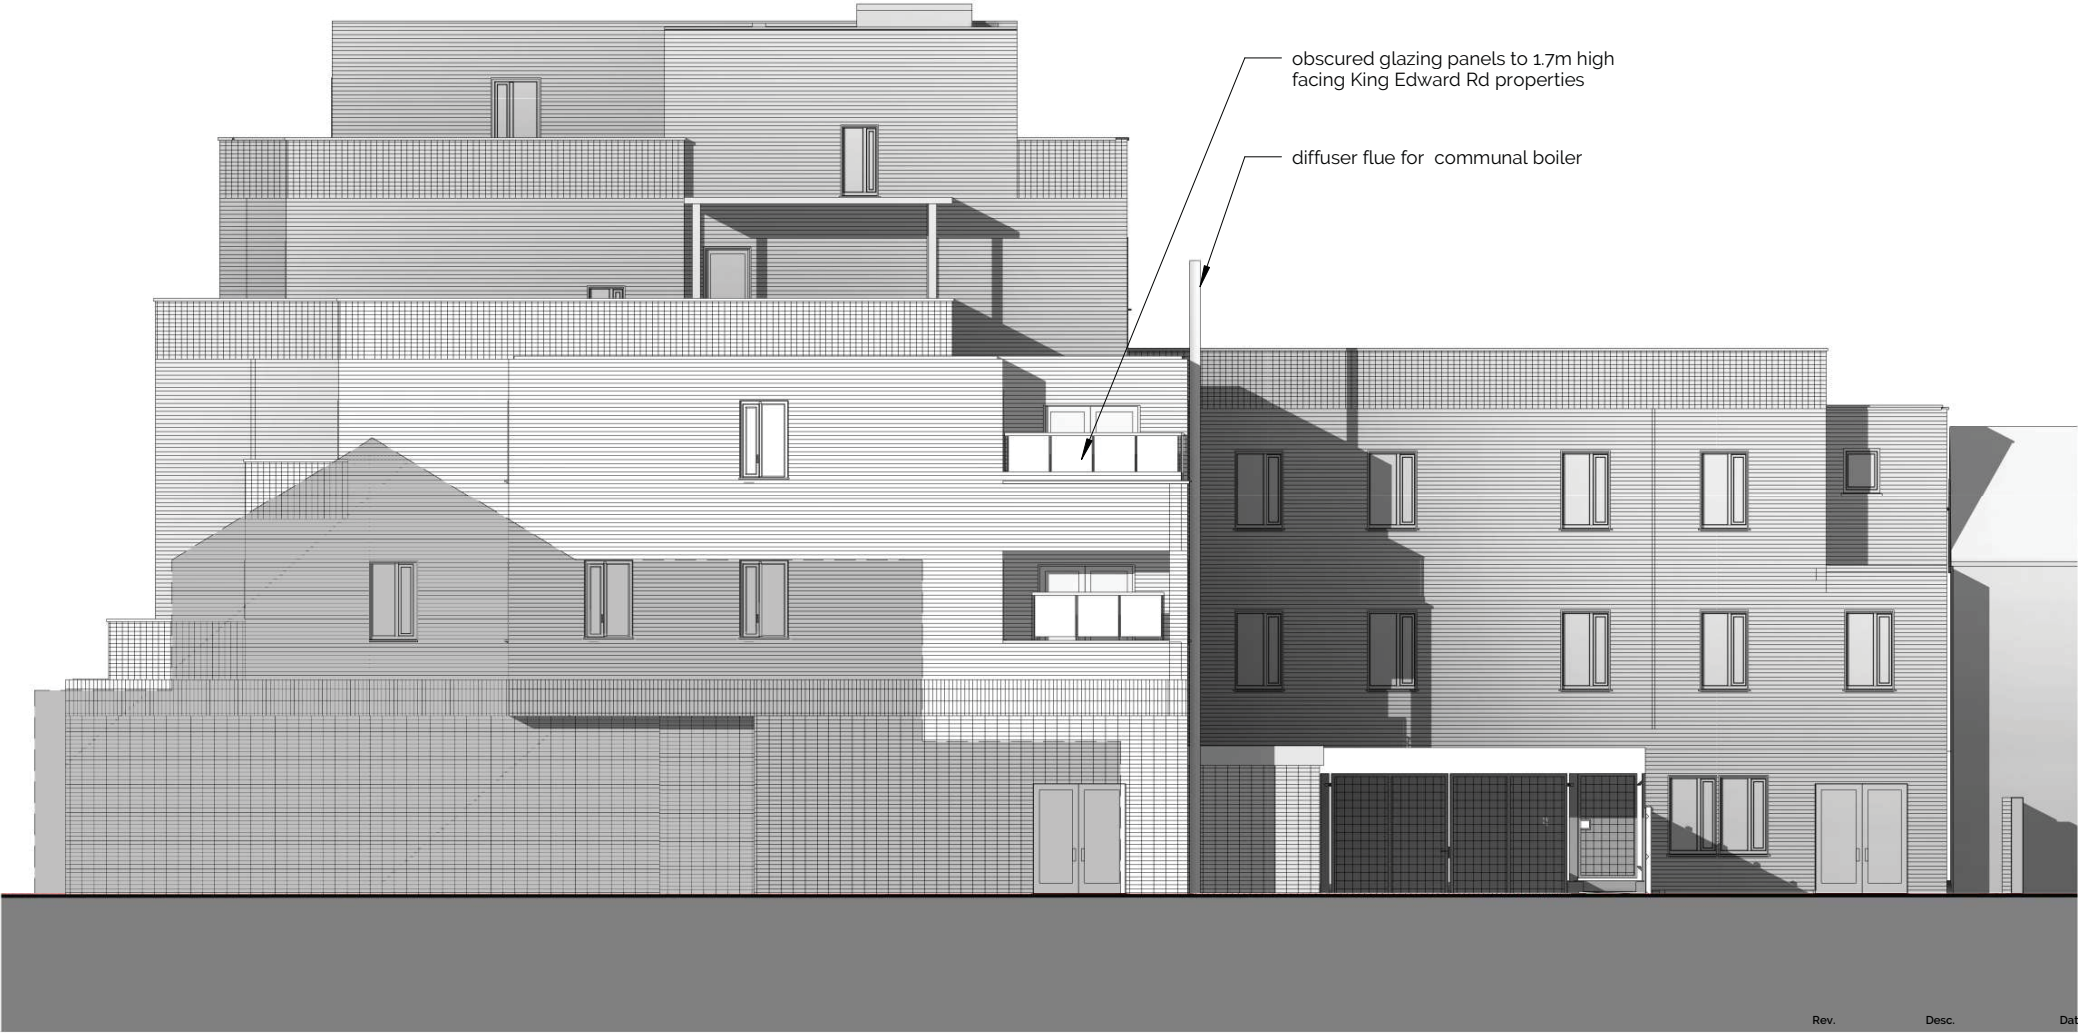 obscured glazing panels to 1.7m high
facing King Edward Rd properties
diffuser flue for communal boiler
Rev. Desc. Dat